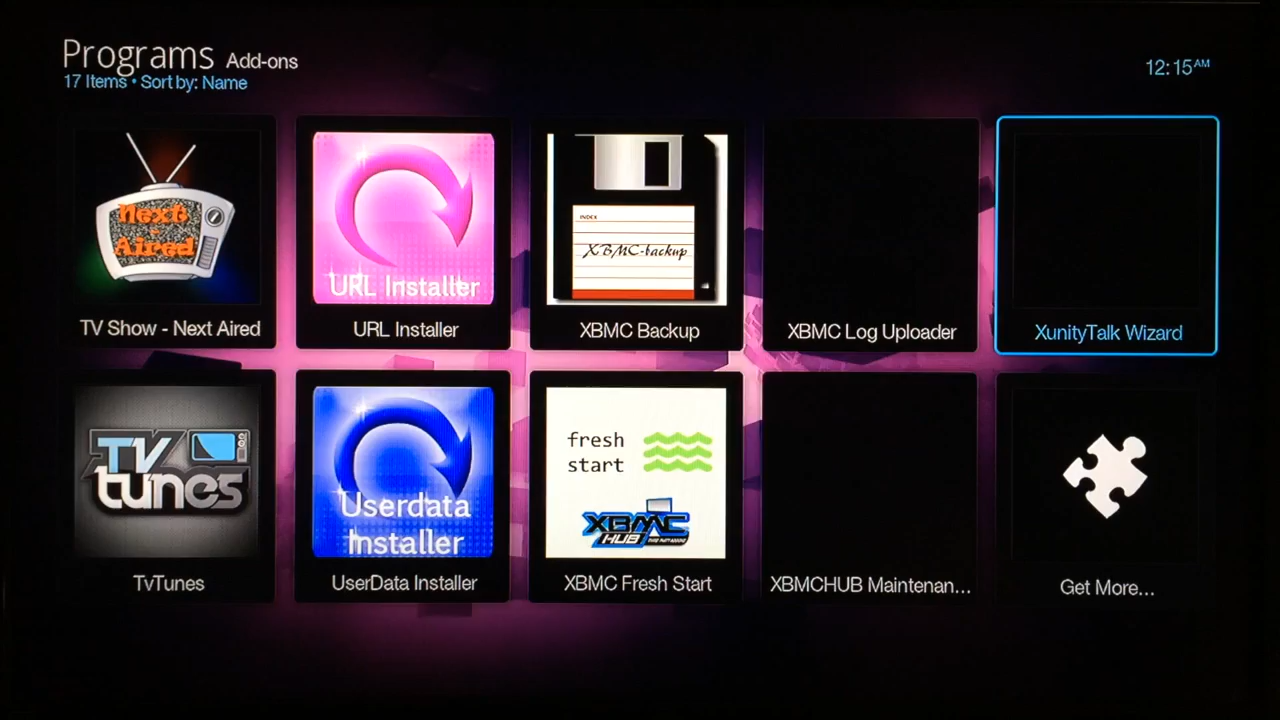 Programs Add-ons
17 Items • Sort by: Name
12:15AM
Next
Aired
TV Show - Next Aired
URL Installer
URL Installer
INDEX
XBMC-backup
XBMC Backup
XBMC Log Uploader
XunityTalk Wizard
TV
tunes
TvTunes
Userdata
Installer
UserData Installer
fresh
start
XBMC
HUB
XBMC Fresh Start
XBMCHUB Maintenan...
Get More...